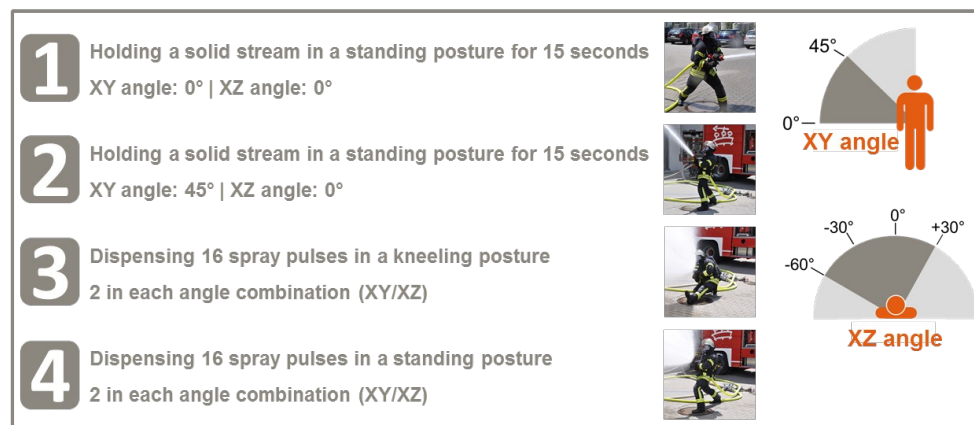 1
Holding a solid stream in a standing posture for 15 seconds
XY angle: 0° | XZ angle: 0°
2
Holding a solid stream in a standing posture for 15 seconds
XY angle: 45° | XZ angle: 0°
3
Dispensing 16 spray pulses in a kneeling posture
2 in each angle combination (XY/XZ)
4
Dispensing 16 spray pulses in a standing posture
2 in each angle combination (XY/XZ)
45°
0°
XY angle
0°
-30°
+30°
-60°
XZ angle